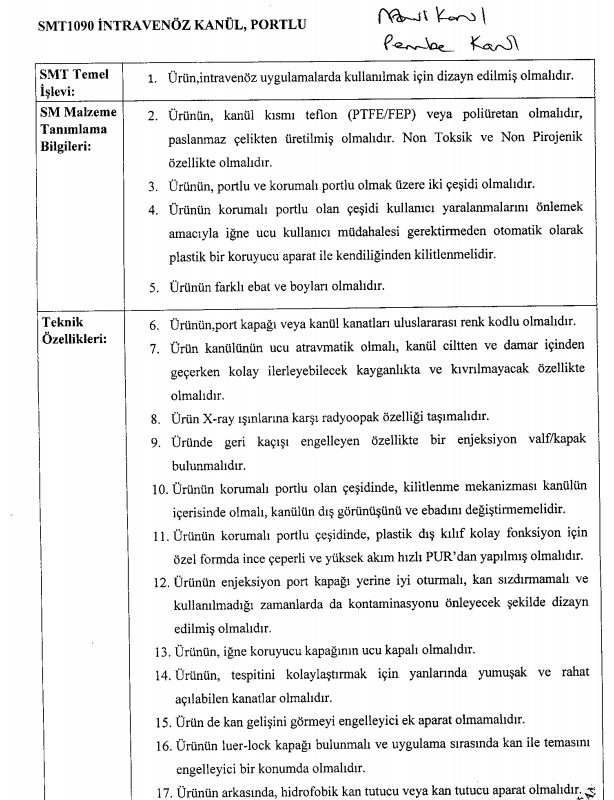 SMT1090 İNTRAVENÖZ KANÜL, PORTLU
Mavi Kanül
Pembe Kanül
SMT Temel
İşlevi:
1. Ürün,intravenöz uygulamalarda kullanılmak için dizayn edilmiş olmalıdır.
SM Malzeme
Tanımlama
Bilgileri:
2. Ürünün, kanül kısmı teflon (PTFE/FEP) veya poliüretan olmalıdır,
paslanmaz çelikten üretilmiş olmalıdır. Non Toksik ve Non Pirojenik
özellikte olmalıdır.
3. Ürünün, portlu ve korumalı portlu olmak üzere iki çeşidi olmalıdır.
4. Ürünün korumalı portlu olan çeşidi kullanıcı yaralanmalarını önlemek
amacıyla iğne ucu kullanıcı müdahalesi gerektirmeden otomatik olarak
plastik bir koruyucu aparat ile kendiliğinden kilitlenmelidir.
5. Ürünün farklı ebat ve boyları olmalıdır.
Teknik
Özellikleri:
6. Ürünün,port kapağı veya kanül kanatları uluslararası renk kodlu olmalıdır.
7. Ürün kanülünün ucu atravmatik olmalı, kanül ciltten ve damar içinden
geçerken kolay ilerleyebilecek kayganlıkta ve kıvrılmayacak özellikte
olmalıdır.
8. Ürün X-ray ışınlarına karşı radyoopak özelliği taşımalıdır.
9. Üründe geri kaçışı engelleyen özellikte bir enjeksiyon valf/kapak
bulunmalıdır.
10. Ürünün korumalı portlu olan çeşidinde, kilitlenme mekanizması kanülün
içerisinde olmalı, kanülün dış görünüşünü ve ebadını değiştirmemelidir.
11. Ürünün korumalı portlu çeşidinde, plastik dış kılıf kolay fonksiyon için
özel formda ince çeperli ve yüksek akım hızlı PUR’dan yapılmış olmalıdır.
12. Ürünün enjeksiyon port kapağı yerine iyi oturmalı, kan sızdırmamalı ve
kullanılmadığı zamanlarda da kontaminasyonu önleyecek şekilde dizayn
edilmiş olmalıdır.
13. Ürünün, iğne koruyucu kapağının ucu kapalı olmalıdır.
14. Ürünün, tespitini kolaylaştırmak için yanlarında yumuşak ve rahat
açılabilen kanatlar olmalıdır.
15. Ürün de kan gelişini görmeyi engelleyici ek aparat olmamalıdır.
16. Ürünün luer-lock kapağı bulunmalı ve uygulama sırasında kan ile temasını
engelleyici bir konumda olmalıdır.
17. Ürünün arkasında, hidrofobik kan tutucu veya kan tutucu aparat olmalıdır.